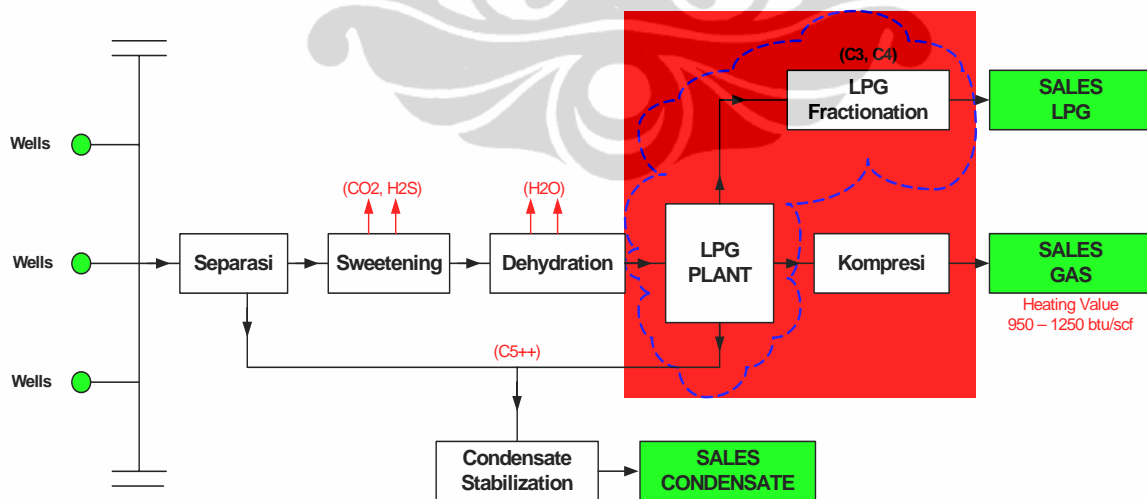 (C3, C4)
LPG
Fractionation
SALES
LPG
Wells
(CO2, H2S)
(H2O)
Wells
Separasi
Sweetening
Dehydration
LPG
PLANT
Kompresi
SALES
GAS
Heating Value
950 – 1250 btu/scf
(C5++)
Wells
Condensate
Stabilization
SALES
CONDENSATE